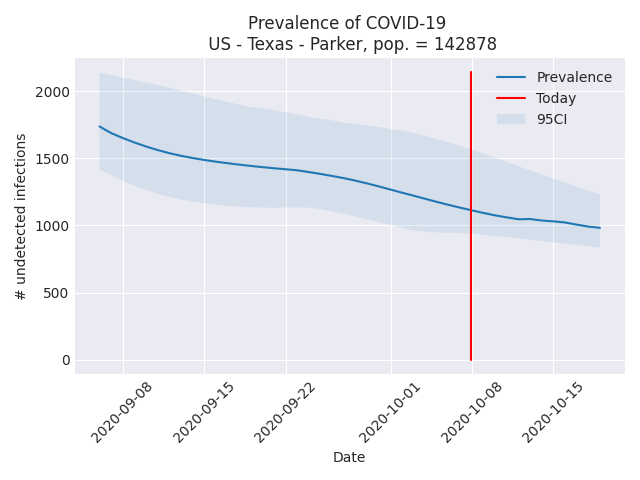 Prevalence of COVID-19
US - Texas - Parker, pop. = 142878
Prevalence
Today
95CI
# undetected infections
2000
1500
1000
500
0
2020-09-08
2020-09-15
2020-09-22
2020-10-01
2020-10-08
2020-10-15
Date